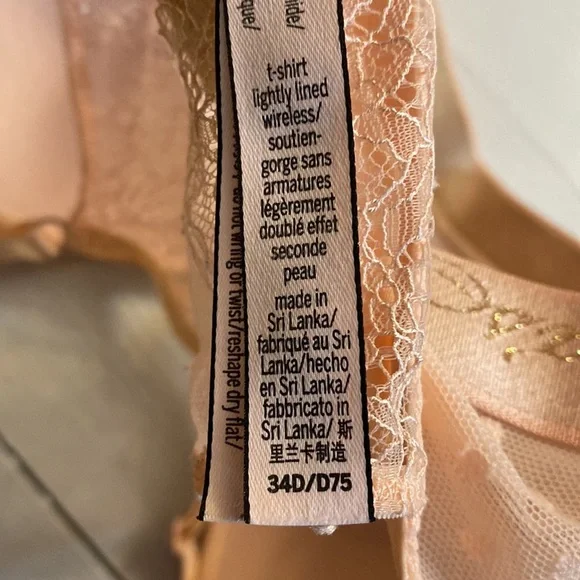 t-shirt
lightly lined
wireless/
soutien-
gorge sans
armatures
légèrement
doublé effet
seconde
peau
made in
Sri Lanka/
fabriqué au Sri
Lanka/hecho
en Sri Lanka/
fabbricato in
Sri Lanka/ 斯
里兰卡制造
34D/D75
do not wring or twist/reshape dry flat/